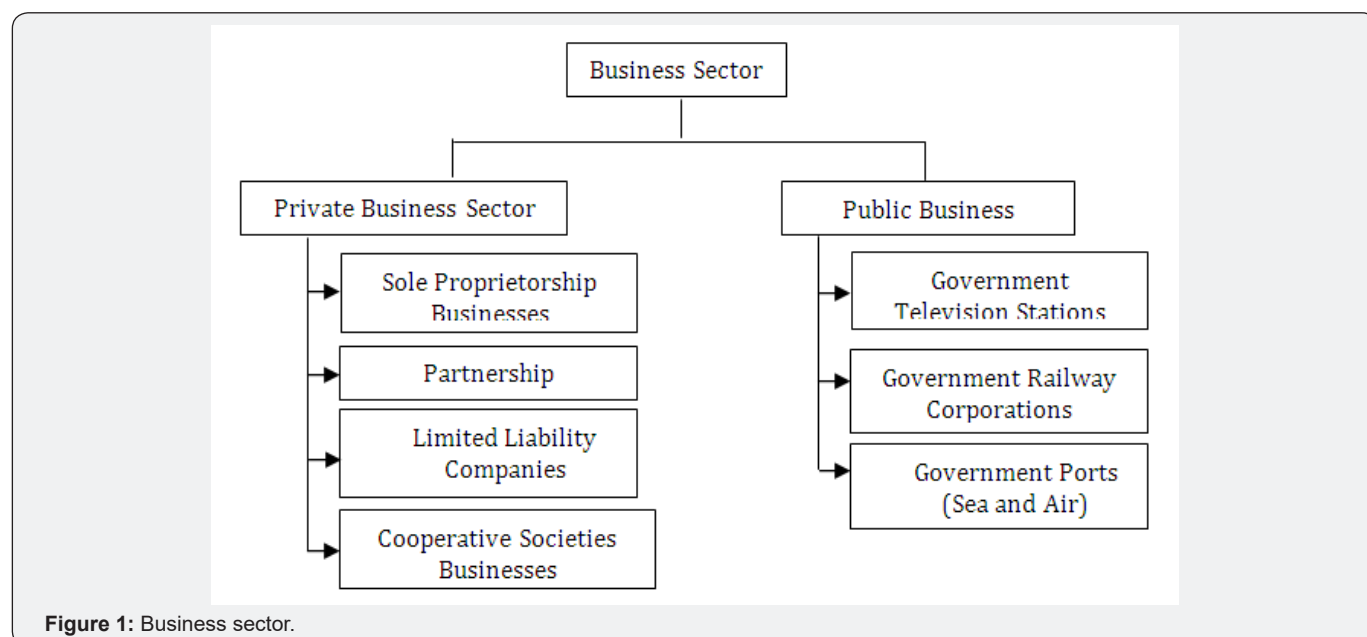 Business Sector
Private Business Sector
Public Business
Sole Proprietorship
Businesses
Partnership
Limited Liability
Companies
Cooperative Societies
Businesses
Government
Television Stations
Government Railway
Corporations
Government Ports
(Sea and Air)
Figure 1: Business sector.